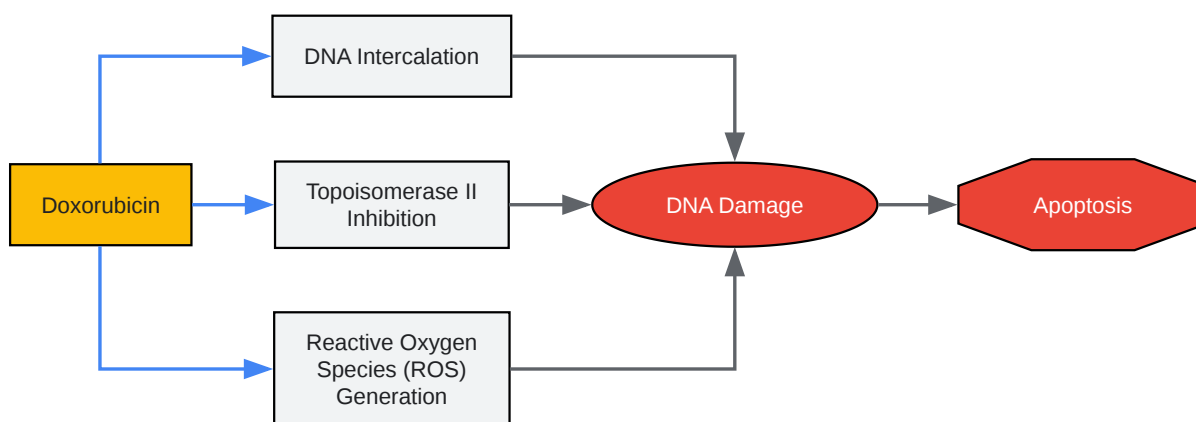 DNA Intercalation
Doxorubicin
Topoisomerase II
Inhibition
DNA Damage
Apoptosis
Reactive Oxygen
Species (ROS)
Generation